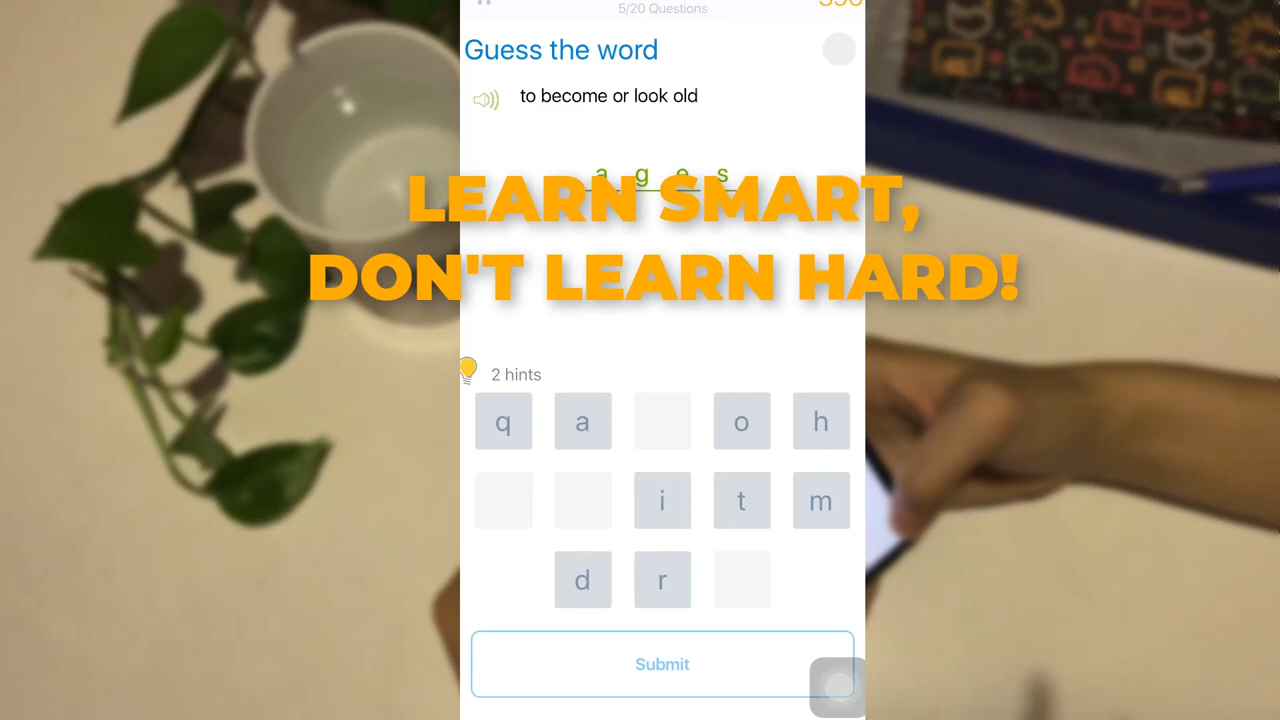 5/20 Questions
Guess the word
to become or look old
a g e s
LEARN SMART,
DON'T LEARN HARD!
2 hints
q a o h
i t m
d r
Submit